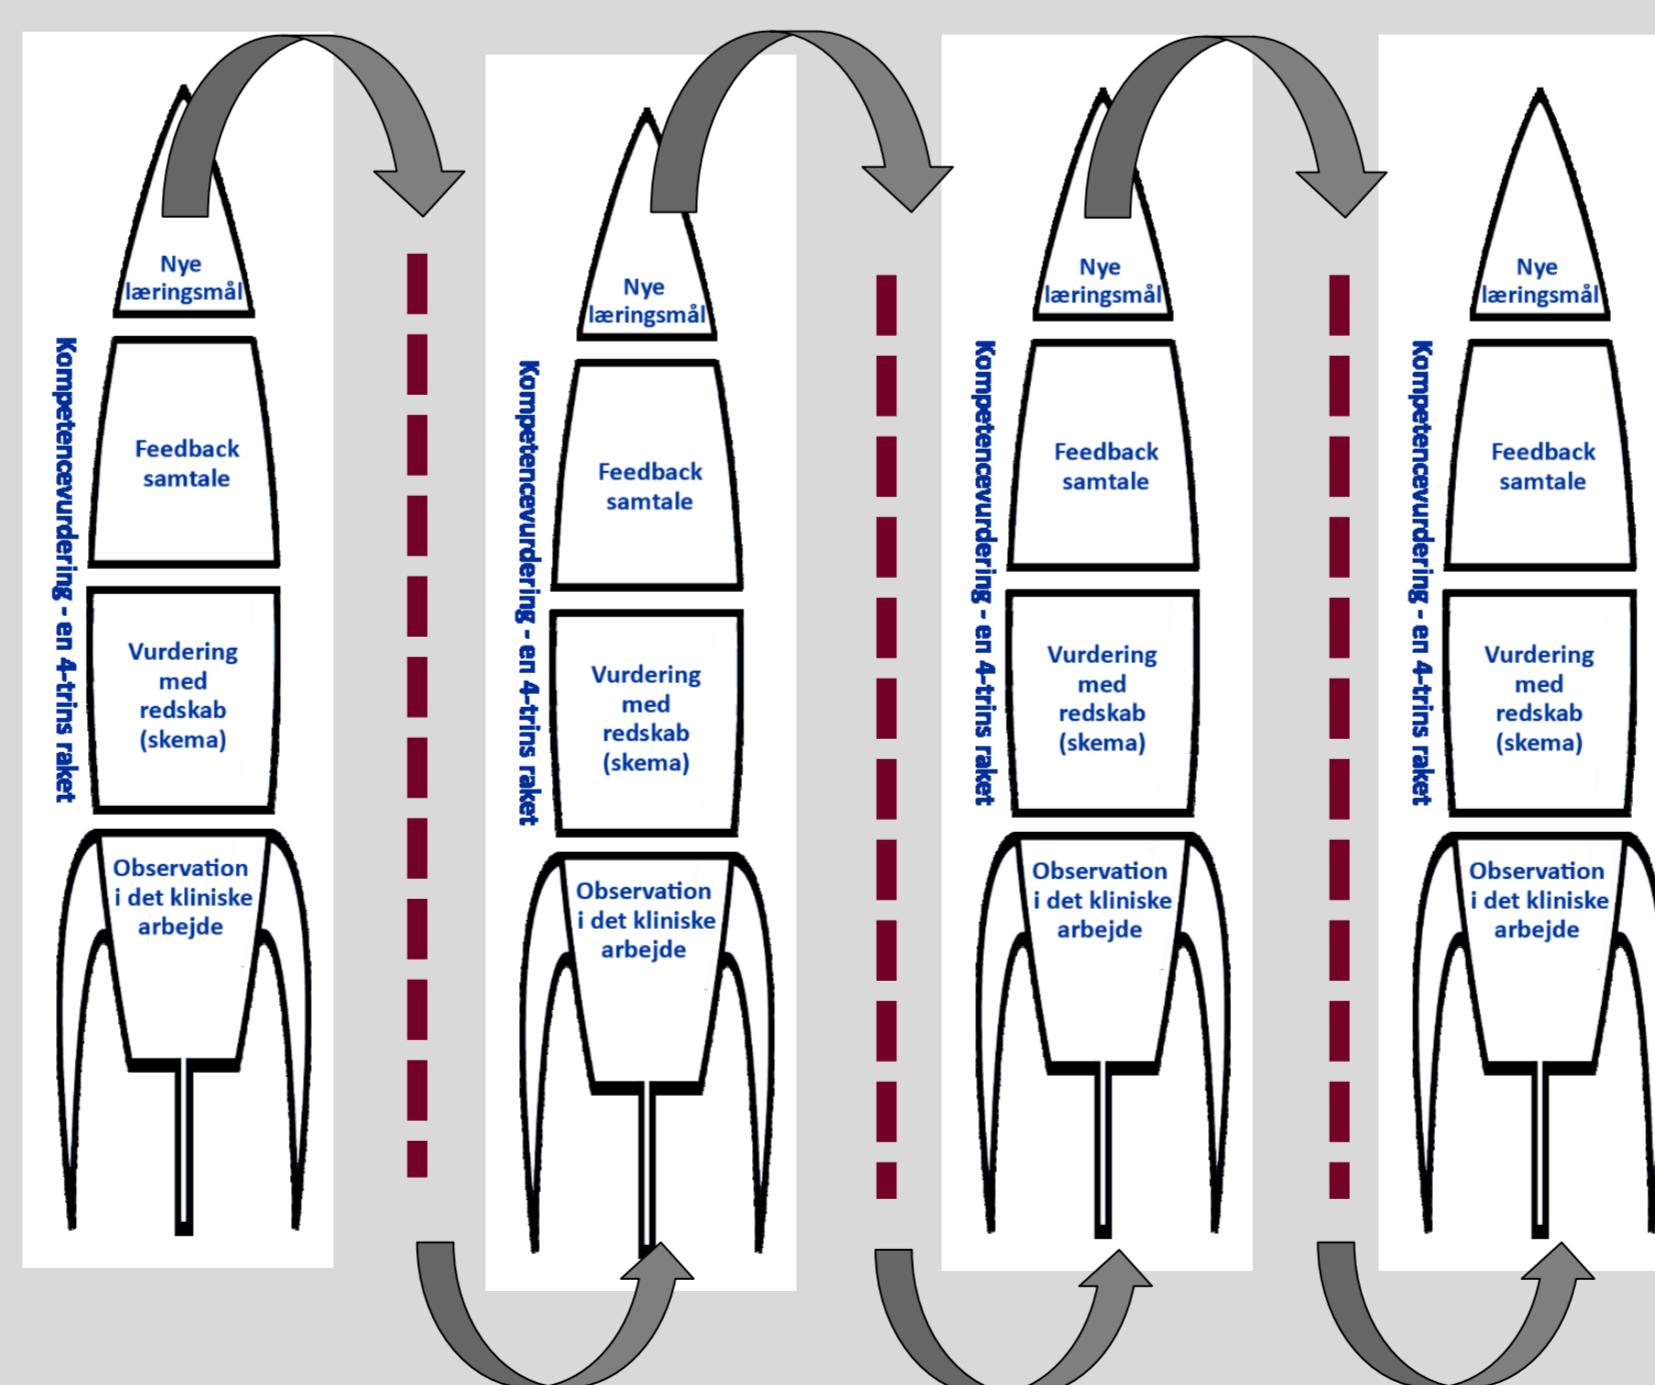 Kompetencevurdering - en 4-trins raket
Nye
læringsmål
Feedback
samtale
Vurdering
med
redskab
(skema)
Observation
i det kliniske
arbejde
Kompetencevurdering - en 4-trins raket
Nye
læringsmål
Feedback
samtale
Vurdering
med
redskab
(skema)
Observation
i det kliniske
arbejde
Kompetencevurdering - en 4-trins raket
Nye
læringsmål
Feedback
samtale
Vurdering
med
redskab
(skema)
Observation
i det kliniske
arbejde
Kompetencevurdering - en 4-trins raket
Nye
læringsmål
Feedback
samtale
Vurdering
med
redskab
(skema)
Observation
i det kliniske
arbejde